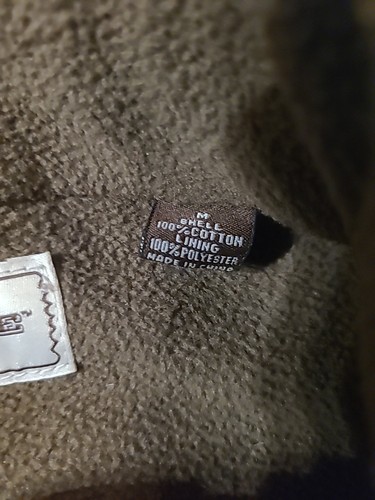 M
SHELL
100% COTTON
LINING
100% POLYESTER
MADE IN CHINA
E